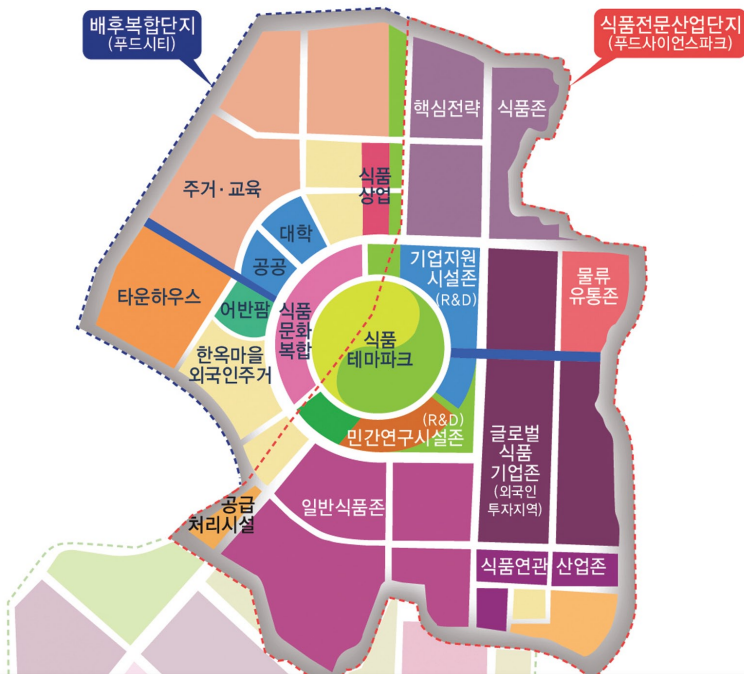 배후복합단지
(푸드시티)
식품전문산업단지
(푸드사이언스파크)
핵심전략 식품존
주거·교육
식품
상업
대학
공공
기업지원
시설존
(R&D)
물류
유통존
타운하우스
어반팜
식품
문화
복합
식품
테마파크
한옥마을
외국인주거
(R&D)
민간연구시설존
글로벌
식품
기업존
(외국인
투자지역)
공급
처리시설
일반식품존
식품연관 산업존